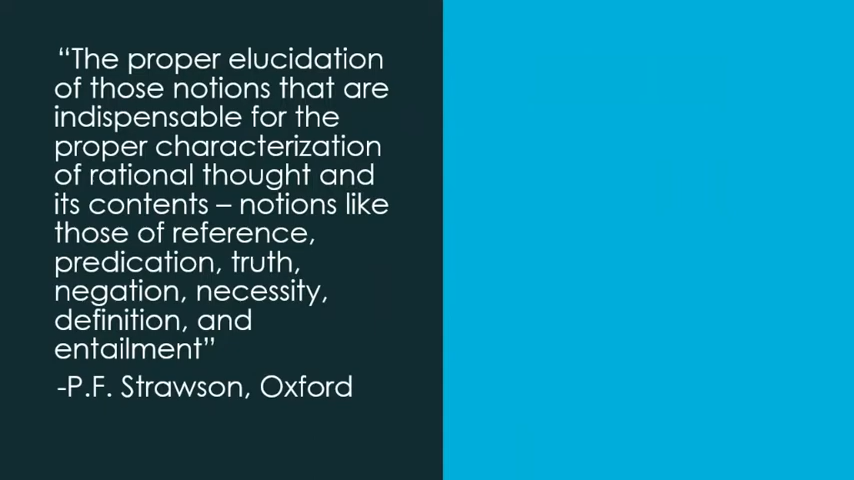 “The proper elucidation
of those notions that are
indispensable for the
proper characterization
of rational thought and
its contents – notions like
those of reference,
predication, truth,
negation, necessity,
definition, and
entailment”
-P.F. Strawson, Oxford